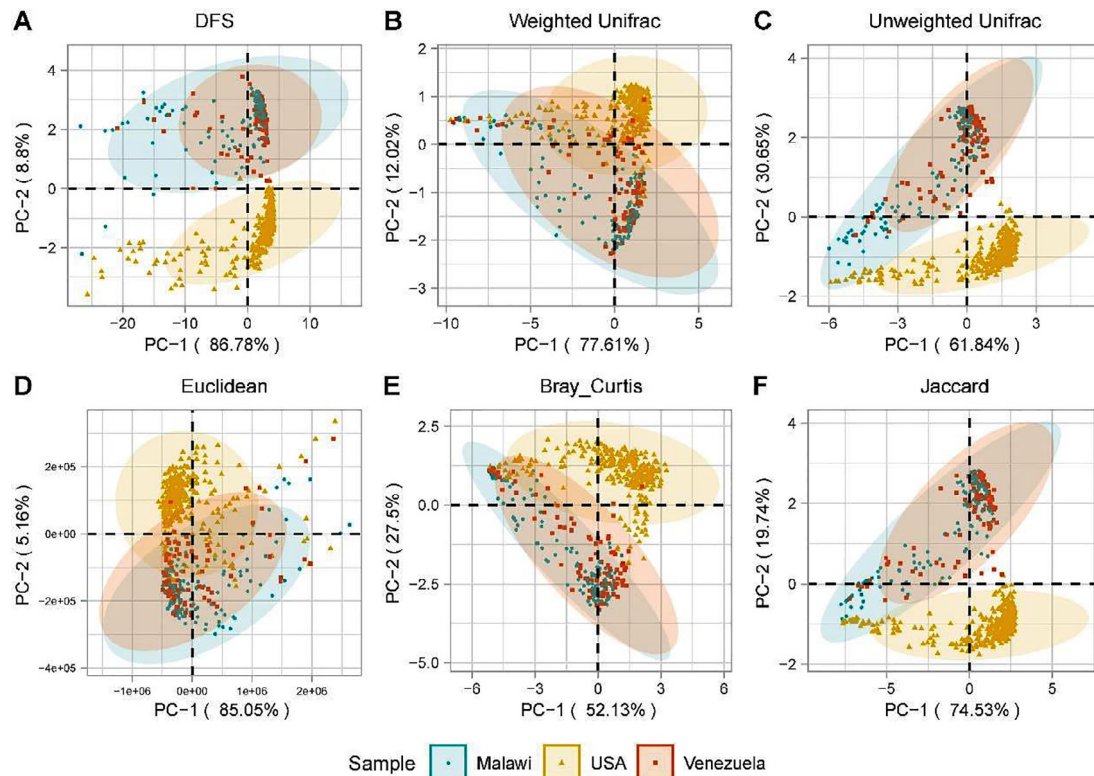 A
DFS
4
2
0
−2
−20
−10
0
10
PC−2 ( 8.8%)
PC−1 ( 86.78%)
B
Weighted Unifrac
2
1
0
−1
−2
−3
−10
−5
0
5
PC−2 ( 12.02%)
PC−1 ( 77.61%)
C
Unweighted Unifrac
4
2
0
−2
−6
−3
0
3
PC−2 ( 30.65%)
PC−1 ( 61.84%)
D
Euclidean
2e+05
0e+00
−2e+05
−4e+05
−1e+06
0e+00
1e+06
2e+06
PC−2 ( 5.16%)
PC−1 ( 85.05%)
E
Bray_Curtis
2.5
0.0
−2.5
−5.0
−6
−3
0
3
6
PC−2 ( 27.5%)
PC−1 ( 52.13%)
F
Jaccard
4
2
0
−2
−5
0
5
PC−2 ( 19.74%)
PC−1 ( 74.53%)
Sample Malawi USA Venezuela